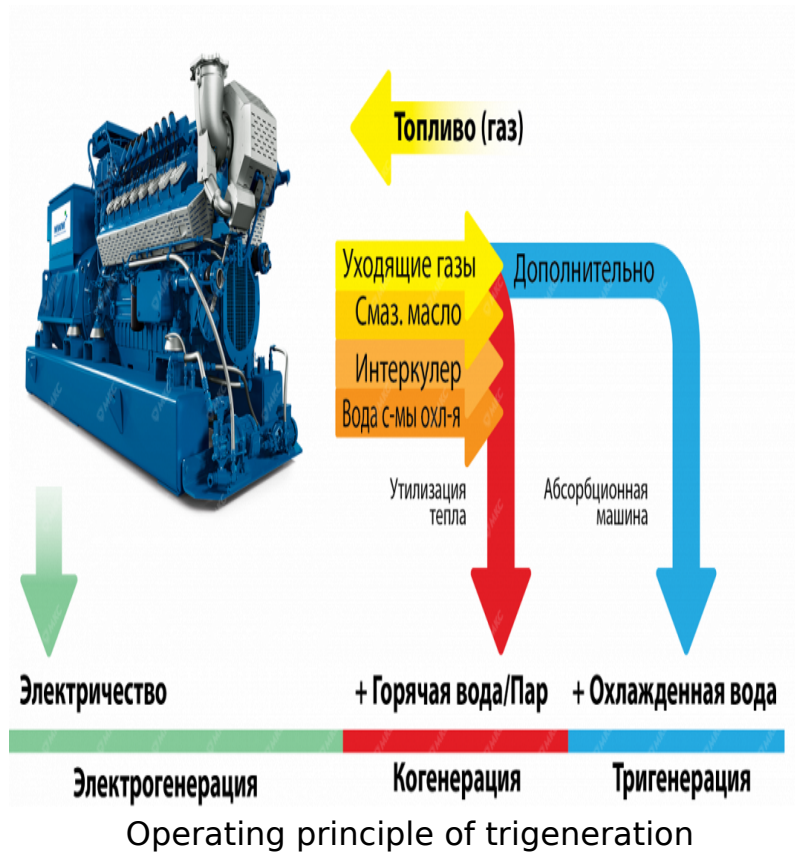 Топливо (газ)
Уходящие газы
Дополнительно
Смаз. масло
Интеркулер
Вода с-мы охл-я
Утилизация
тепла
Абсорбционная
машина
Электричество
+ Горячая вода/Пар
+ Охлажденная вода
Электрогенерация
Когенерация
Тригенерация
Operating principle of trigeneration